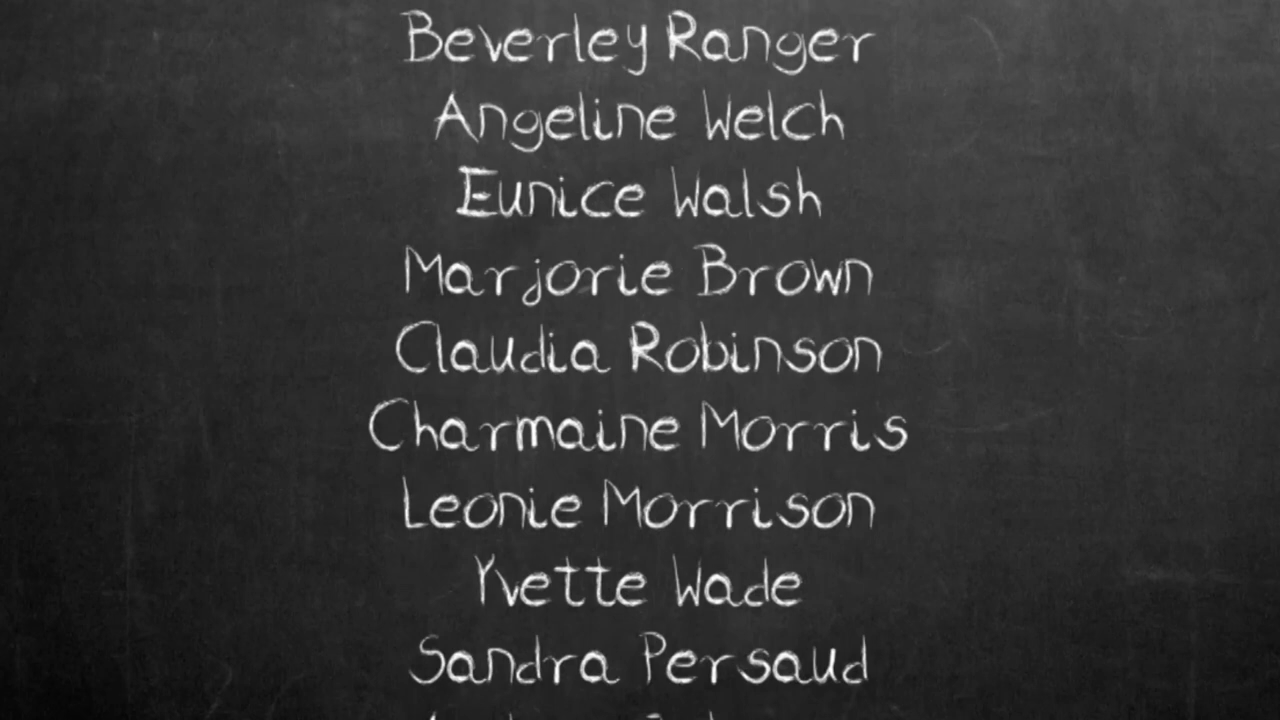 Beverley Ranger
Angeline Welch
Eunice Walsh
Marjorie Brown
Claudia Robinson
Charmaine Morris
Leonie Morrison
Yvette Wade
Sandra Persaud